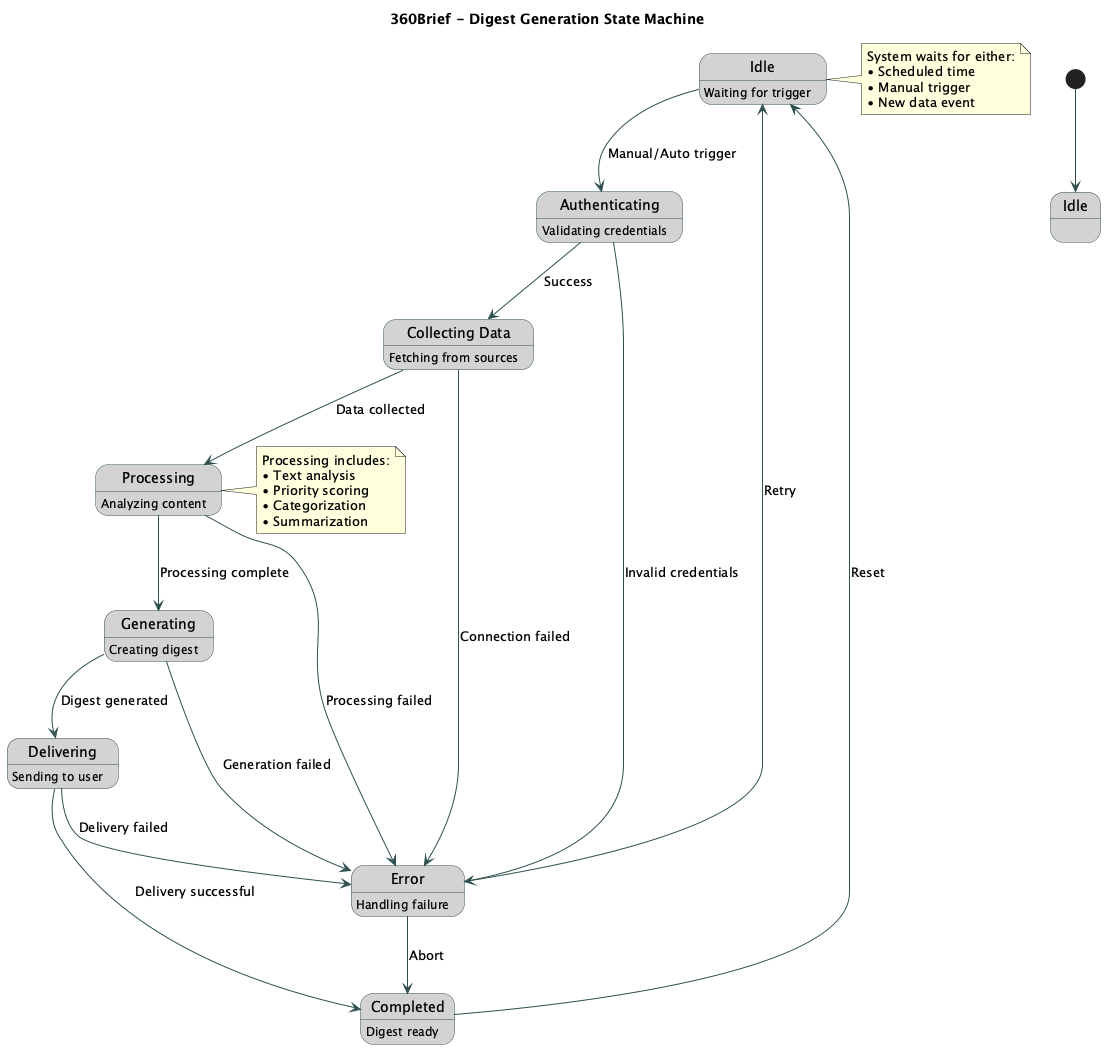 360Brief - Digest Generation State Machine
Idle
Waiting for trigger
System waits for either:
• Scheduled time
• Manual trigger
• New data event
Manual/Auto trigger
Authenticating
Validating credentials
Idle
Success
Collecting Data
Fetching from sources
Data collected
Processing
Analyzing content
Processing includes:
• Text analysis
• Priority scoring
• Categorization
• Summarization
Retry
Processing complete
Invalid credentials
Reset
Generating
Creating digest
Connection failed
Digest generated
Processing failed
Delivering
Sending to user
Generation failed
Delivery failed
Error
Handling failure
Delivery successful
Abort
Completed
Digest ready